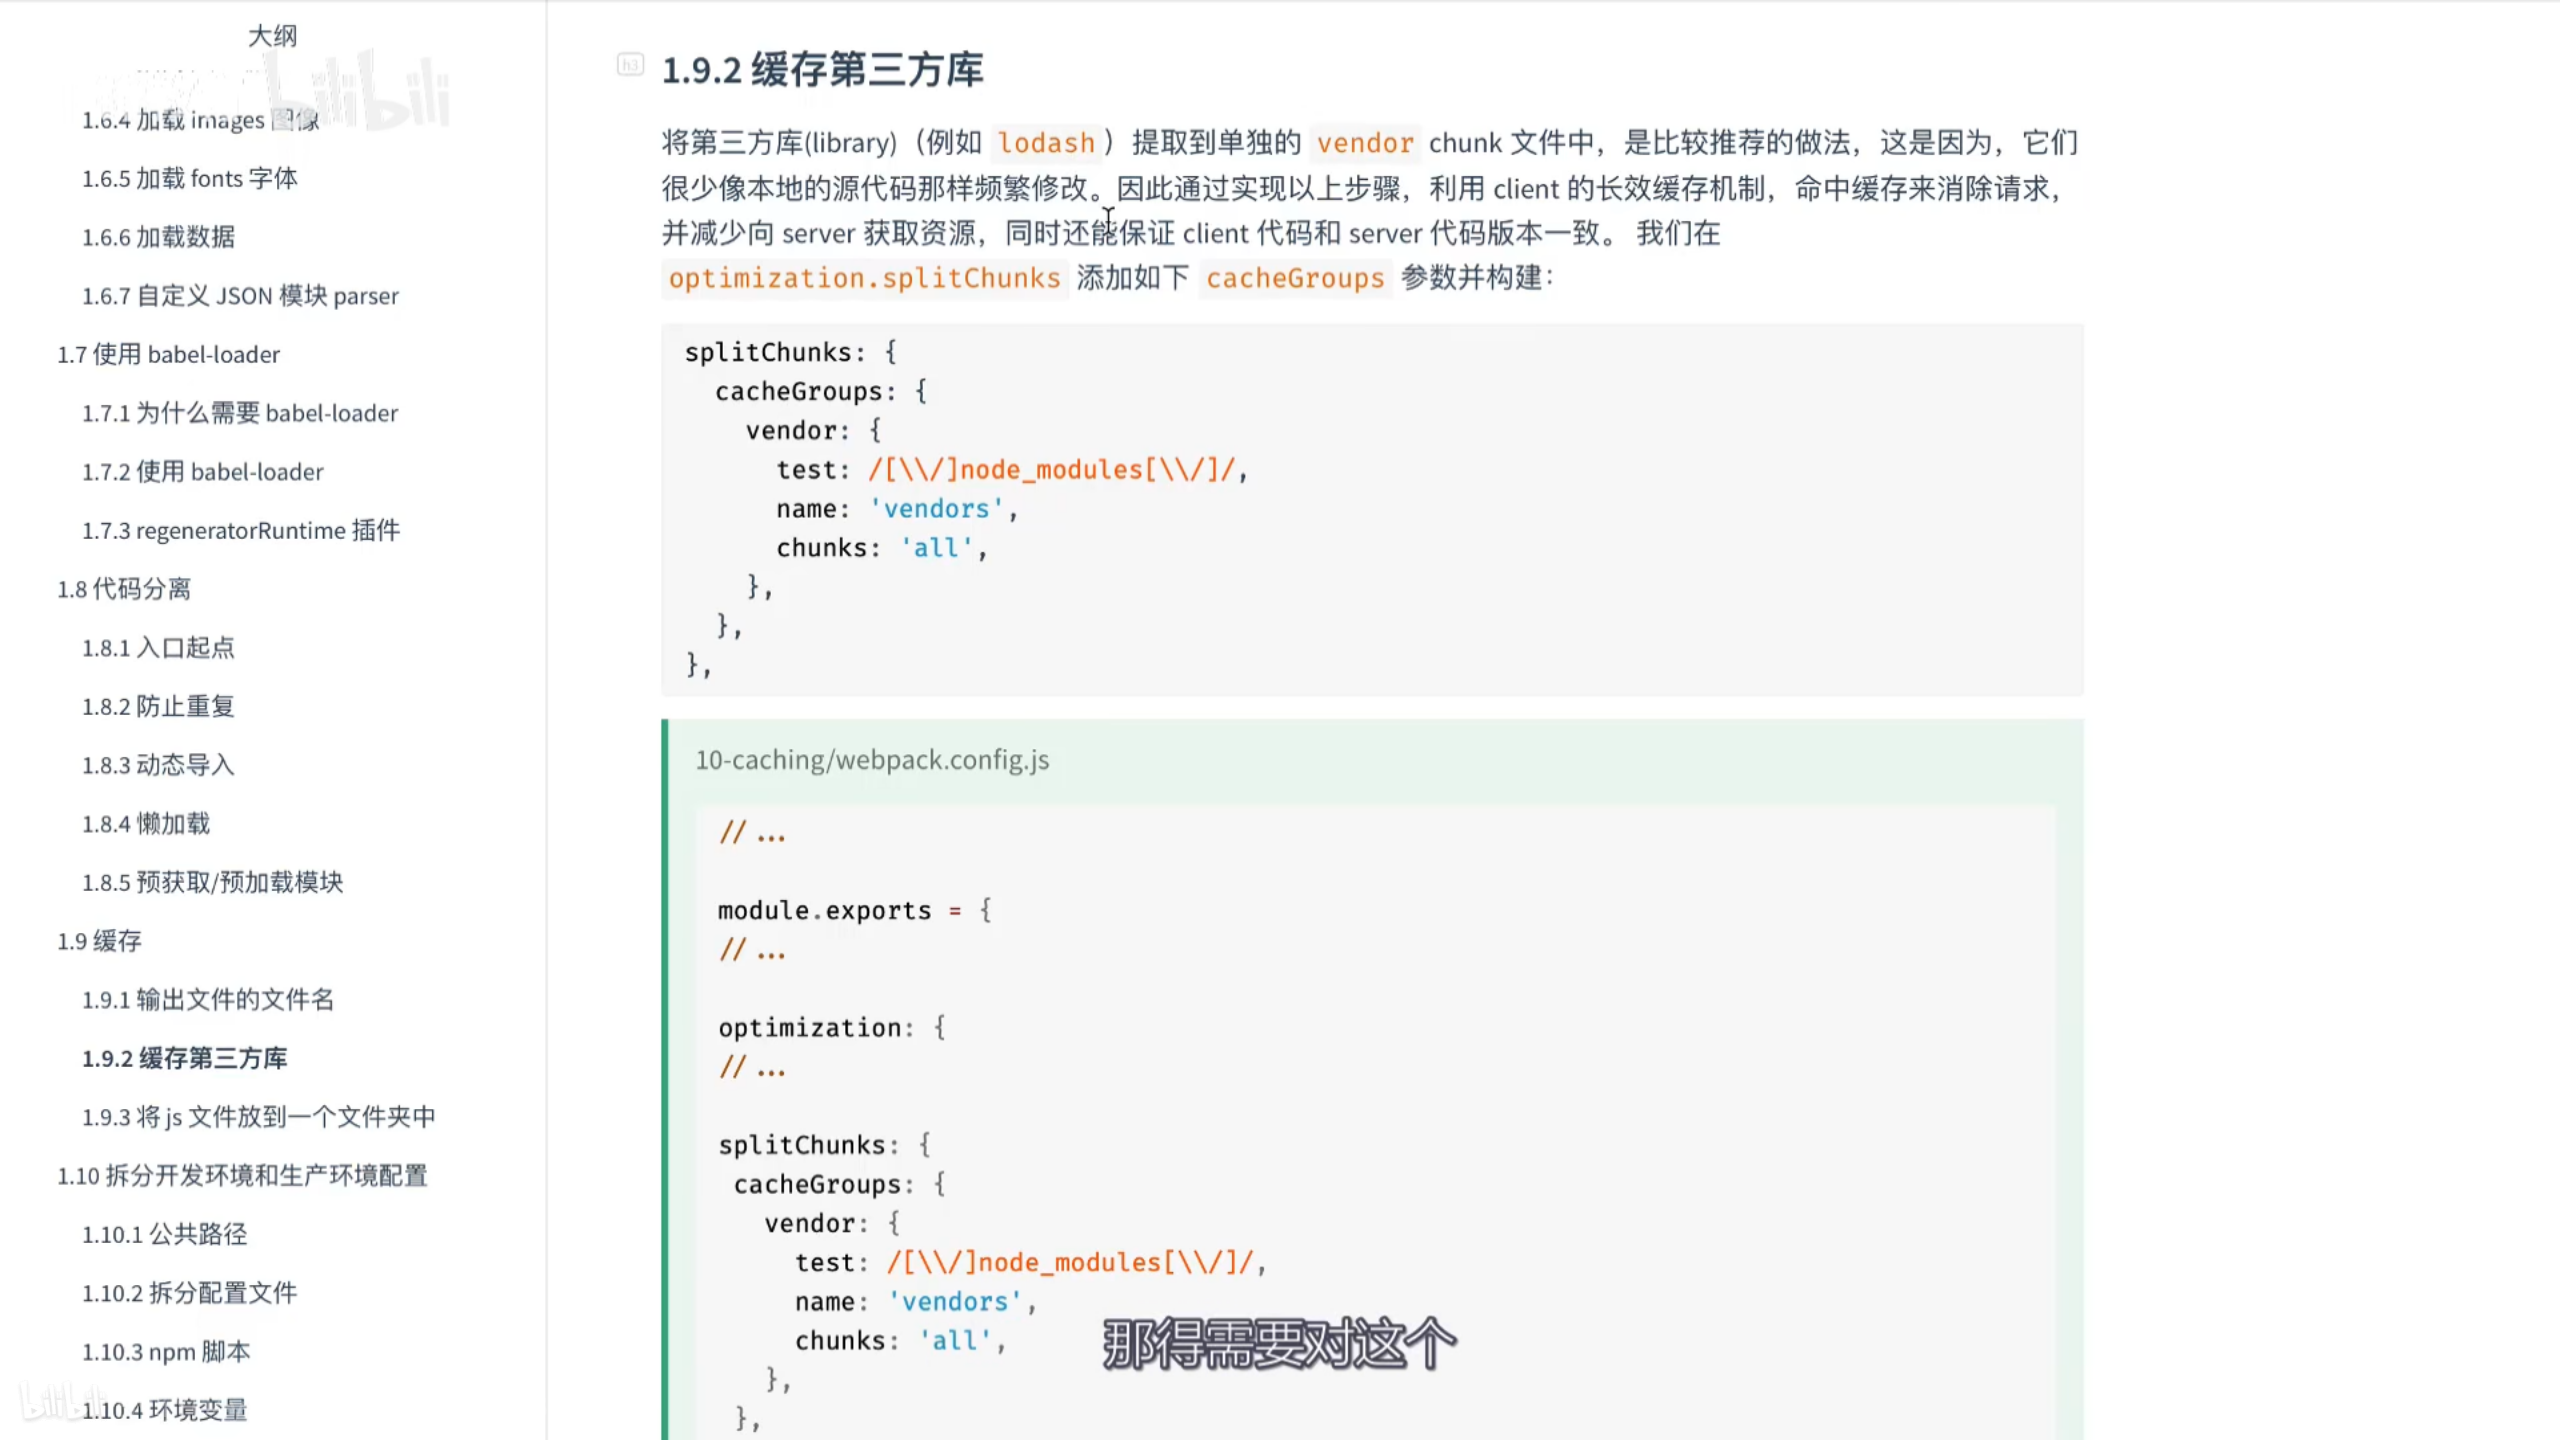 大纲
bilibili
1.6.4 加载 images 图像
1.6.5 加载 fonts 字体
1.6.6 加载数据
1.6.7 自定义 JSON 模块 parser
1.7 使用 babel-loader
1.7.1 为什么需要 babel-loader
1.7.2 使用 babel-loader
1.7.3 regeneratorRuntime 插件
1.8 代码分离
1.8.1 入口起点
1.8.2 防止重复
1.8.3 动态导入
1.8.4 懒加载
1.8.5 预获取/预加载模块
1.9 缓存
1.9.1 输出文件的文件名
1.9.2 缓存第三方库
1.9.3 将 js 文件放到一个文件夹中
1.10 拆分开发环境和生产环境配置
1.10.1 公共路径
1.10.2 拆分配置文件
1.10.3 npm 脚本
1.10.4 环境变量
bilibili
h3
1.9.2 缓存第三方库
将第三方库(library)（例如 lodash）提取到单独的 vendor chunk 文件中，是比较推荐的做法，这是因为，它们
很少像本地的源代码那样频繁修改。因此通过实现以上步骤，利用 client 的长效缓存机制，命中缓存来消除请求，
并减少向 server 获取资源，同时还能保证 client 代码和 server 代码版本一致。 我们在
optimization.splitChunks 添加如下 cacheGroups 参数并构建：
splitChunks: {
cacheGroups: {
vendor: {
test: /[\\/]node_modules[\\/]/,
name: 'vendors',
chunks: 'all',
},
},
},
10-caching/webpack.config.js
// ...
module.exports = {
// ...
optimization: {
// ...
splitChunks: {
cacheGroups: {
vendor: {
test: /[\\/]node_modules[\\/]/,
name: 'vendors',
chunks: 'all',
},
},
那得需要对这个